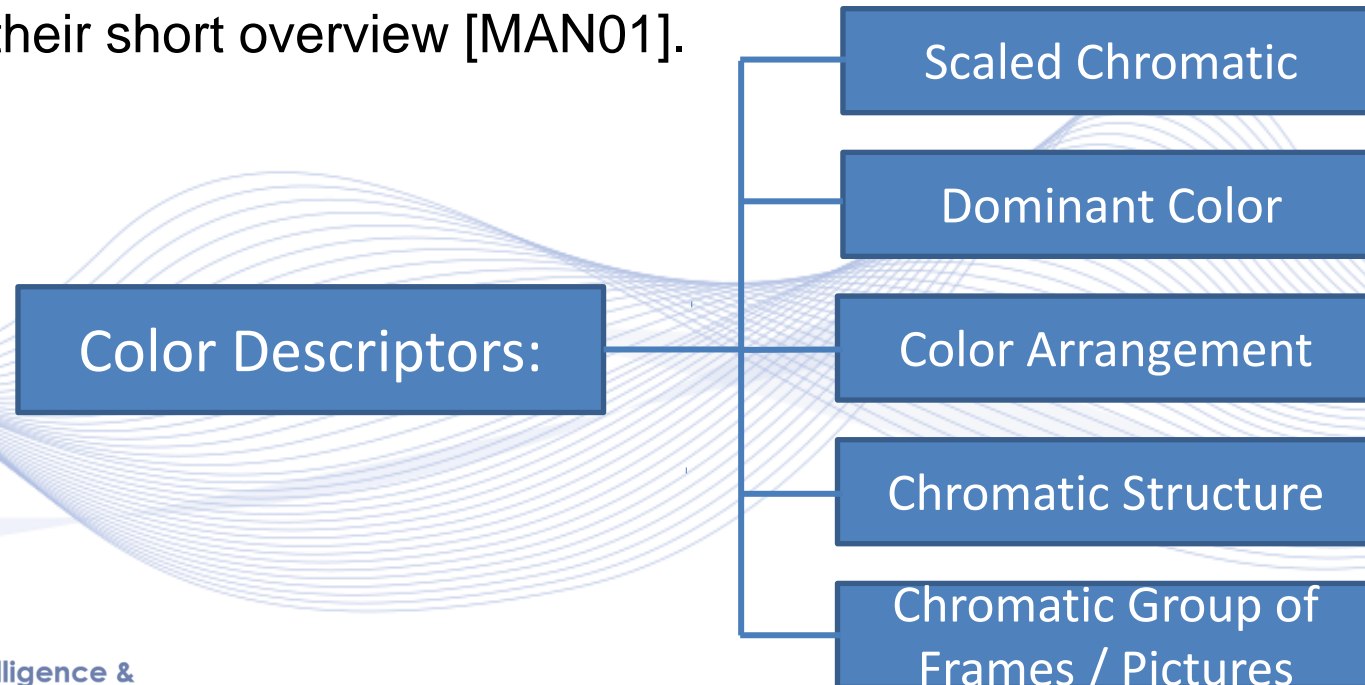 their short overview [MAN01].
Scaled Chromatic
Dominant Color
Color Descriptors:
Color Arrangement
Chromatic Structure
Chromatic Group of
Frames / Pictures
lligence &